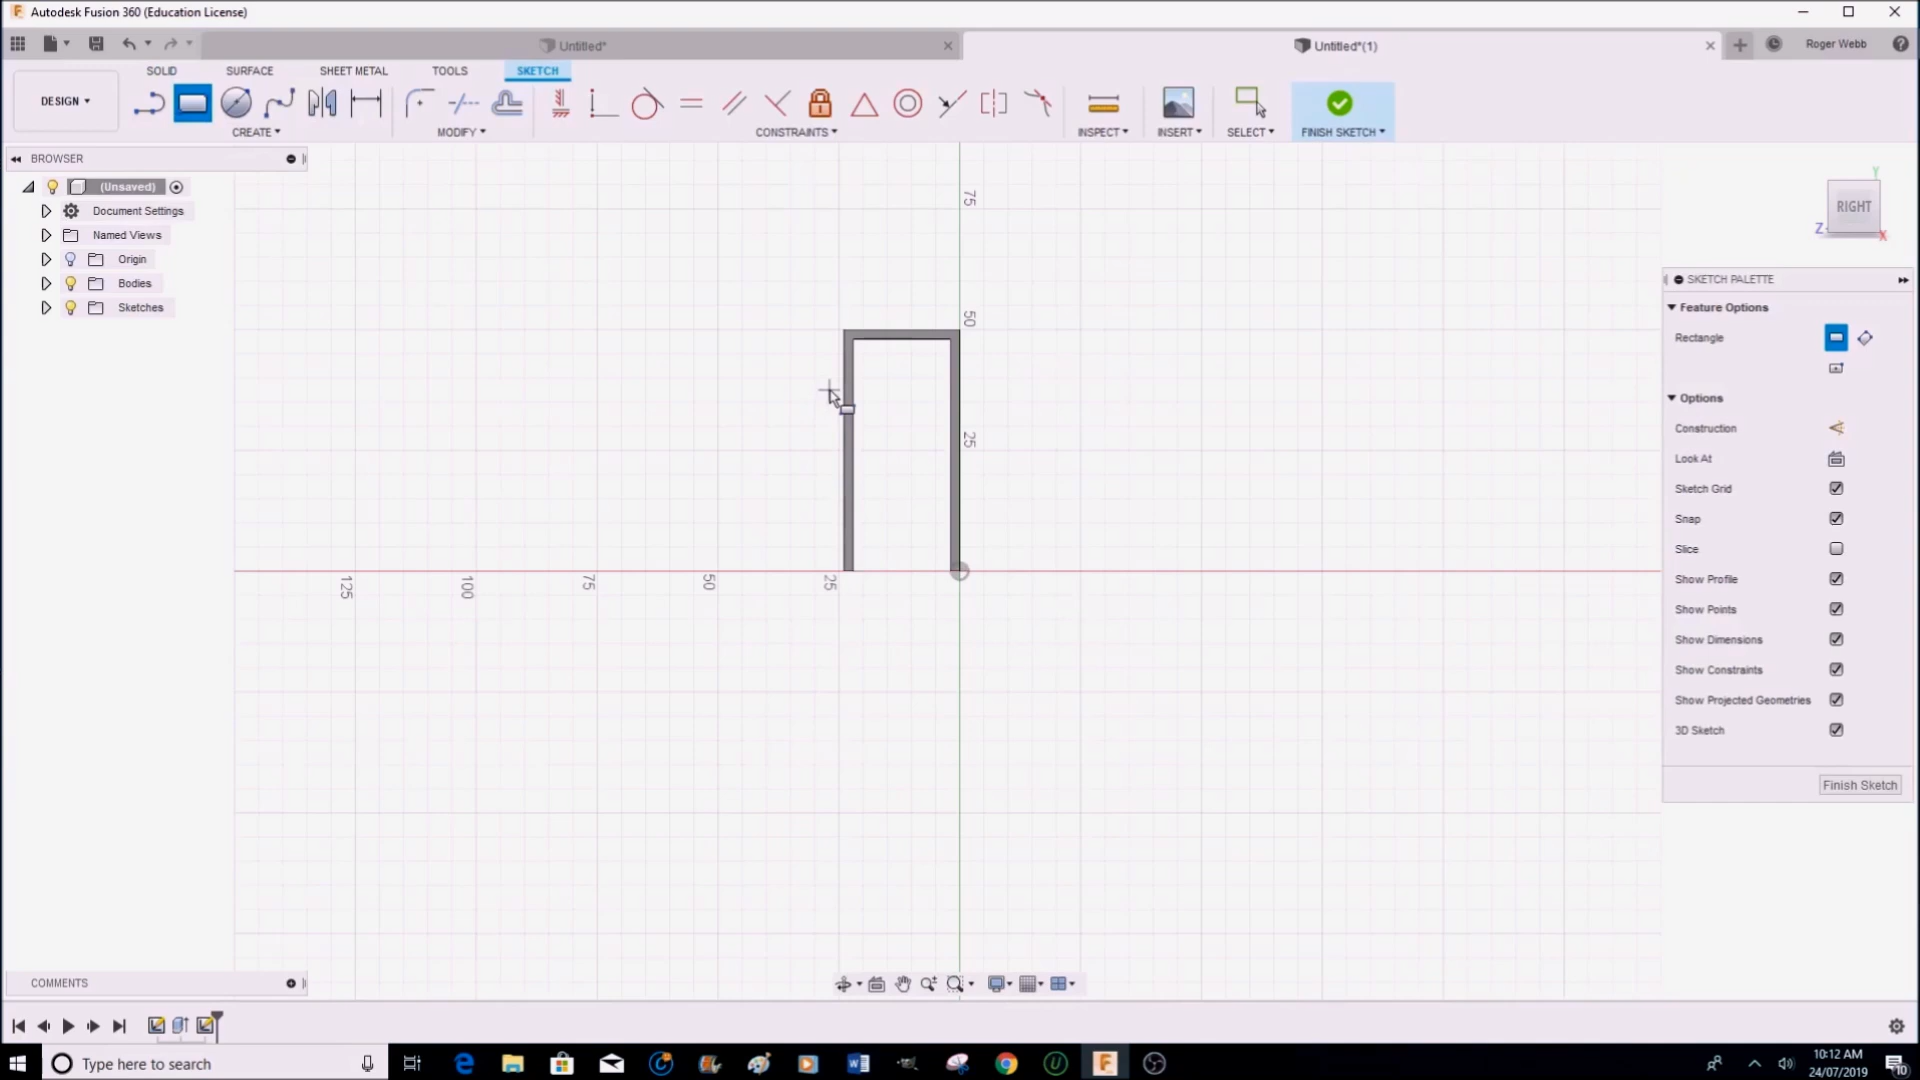 Autodesk Fusion 360 (Education License)
Untitled*
Untitled*(1)
Roger Webb
SOLID
SURFACE
SHEET METAL
TOOLS
SKETCH
DESIGN
CREATE
MODIFY
CONSTRAINTS
INSPECT
INSERT
SELECT
FINISH SKETCH
BROWSER
(Unsaved)
Document Settings
Named Views
Origin
Bodies
Sketches
75
50
25
125
100
75
50
25
Y
RIGHT
Z
X
SKETCH PALETTE
Feature Options
Rectangle
Options
Construction
Look At
Sketch Grid
Snap
Slice
Show Profile
Show Points
Show Dimensions
Show Constraints
Show Projected Geometries
3D Sketch
Finish Sketch
COMMENTS
Type here to search
10:12 AM
24/07/2019
10